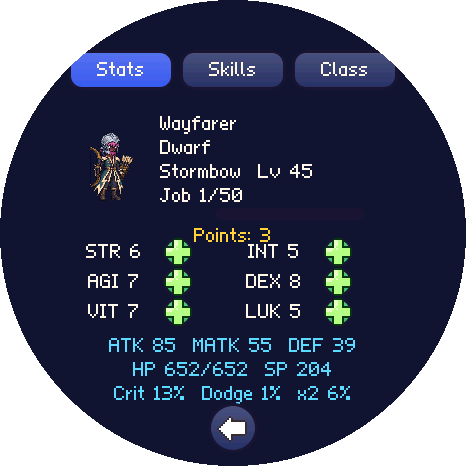 Stats Skills Class
Wayfarer
Dwarf
Stormbow Lv 45
Job 1/50
Points: 3
STR 6 INT 5
AGI 7 DEX 8
VIT 7 LUK 5
ATK 85 MATK 55 DEF 39
HP 652/652 SP 204
Crit 13% Dodge 1% x2 6%